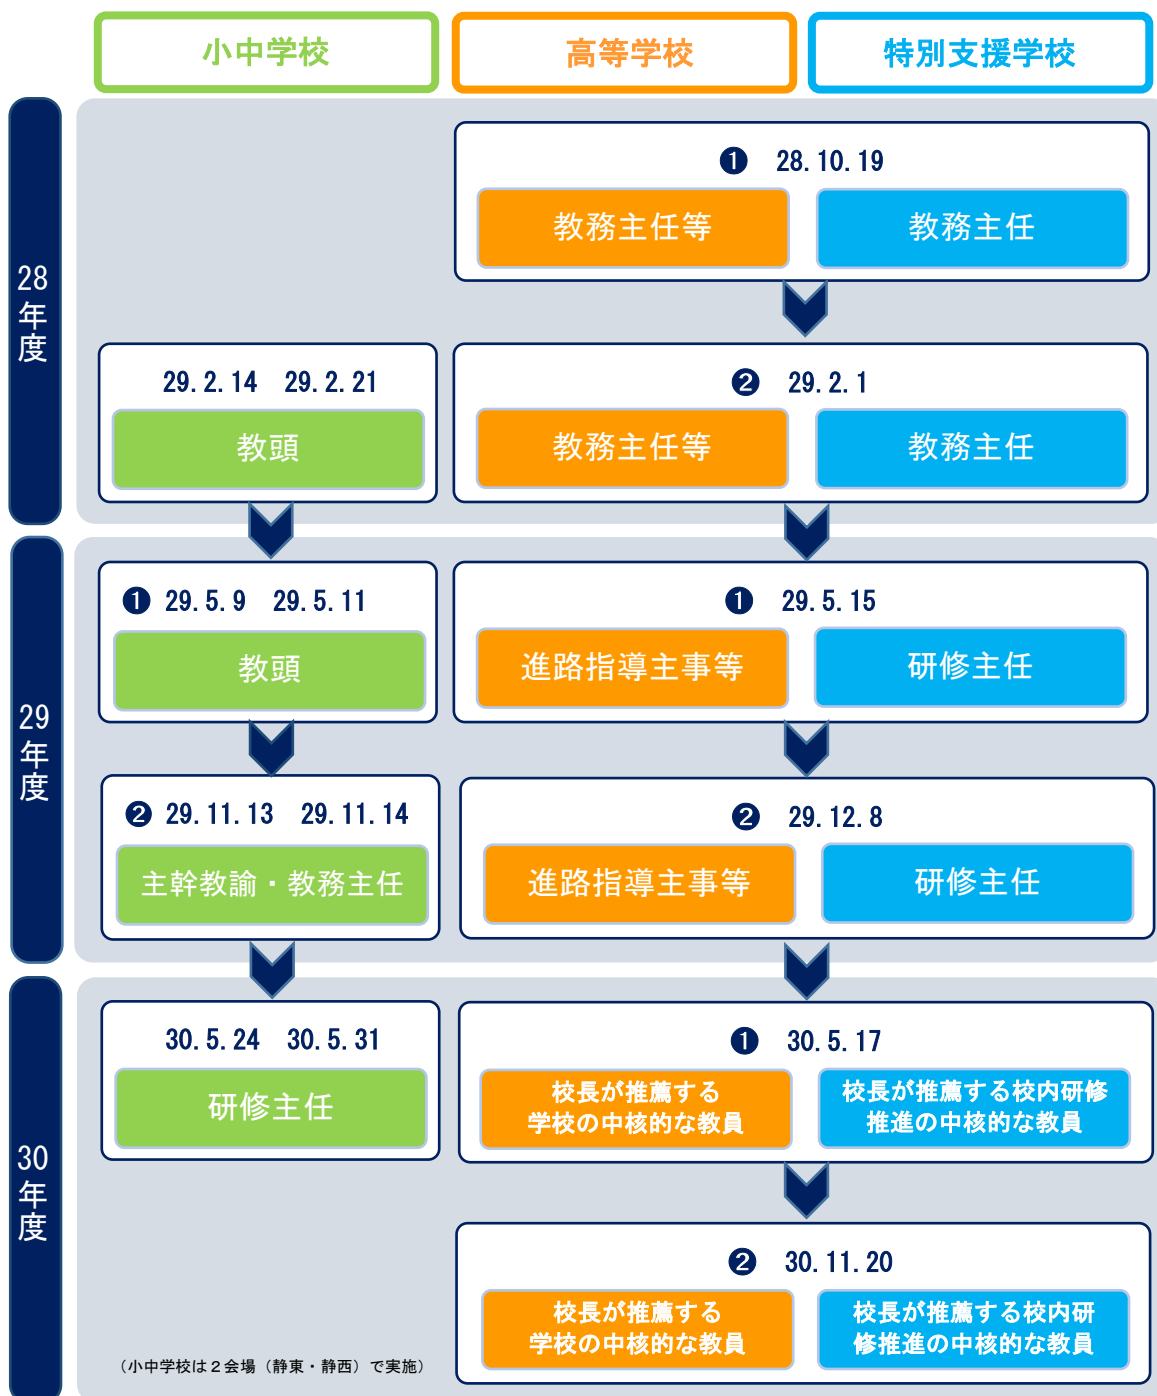 小中学校
高等学校
特別支援学校
28年度
❶ 28.10.19
教務主任等
教務主任
29.2.14 29.2.21
教頭
❷ 29.2.1
教務主任等
教務主任
29年度
❶ 29.5.9 29.5.11
教頭
❶ 29.5.15
進路指導主事等
研修主任
❷ 29.11.13 29.11.14
主幹教諭・教務主任
❷ 29.12.8
進路指導主事等
研修主任
30年度
30.5.24 30.5.31
研修主任
❶ 30.5.17
校長が推薦する
学校の中核的な教員
校長が推薦する校内研修
推進の中核的な教員
❷ 30.11.20
校長が推薦する
学校の中核的な教員
校長が推薦する校内研
修推進の中核的な教員
（小中学校は２会場（静東・静西）で実施）